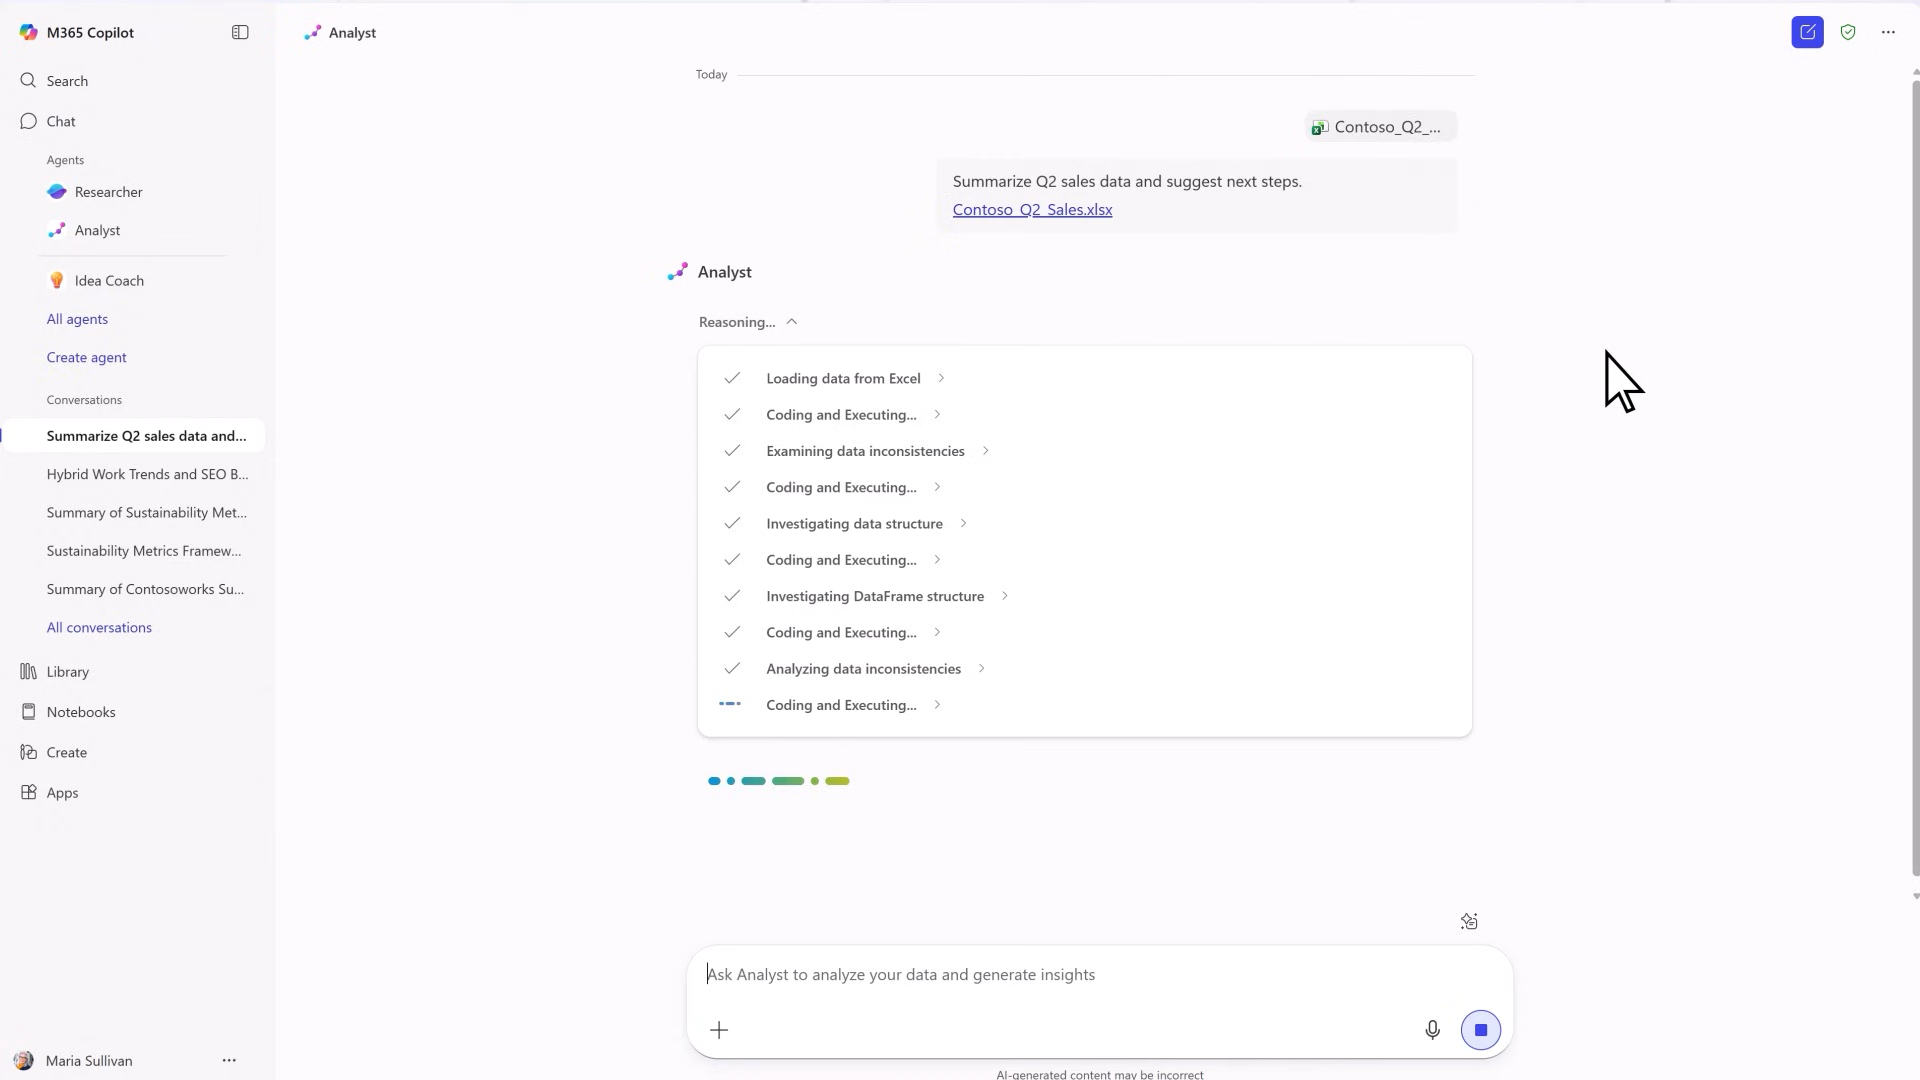 M365 Copilot
Search
Chat
Agents
Researcher
Analyst
Idea Coach
All agents
Create agent
Conversations
Summarize Q2 sales data and...
Hybrid Work Trends and SEO B...
Summary of Sustainability Met...
Sustainability Metrics Framew...
Summary of Contosoworks Su...
All conversations
Library
Notebooks
Create
Apps
Maria Sullivan
Analyst
Today
Contoso_Q2_...
Summarize Q2 sales data and suggest next steps.
Contoso_Q2_Sales.xlsx
Analyst
Reasoning...
Loading data from Excel
Coding and Executing...
Examining data inconsistencies
Coding and Executing...
Investigating data structure
Coding and Executing...
Investigating DataFrame structure
Coding and Executing...
Analyzing data inconsistencies
Coding and Executing...
Ask Analyst to analyze your data and generate insights
AI-generated content may be incorrect